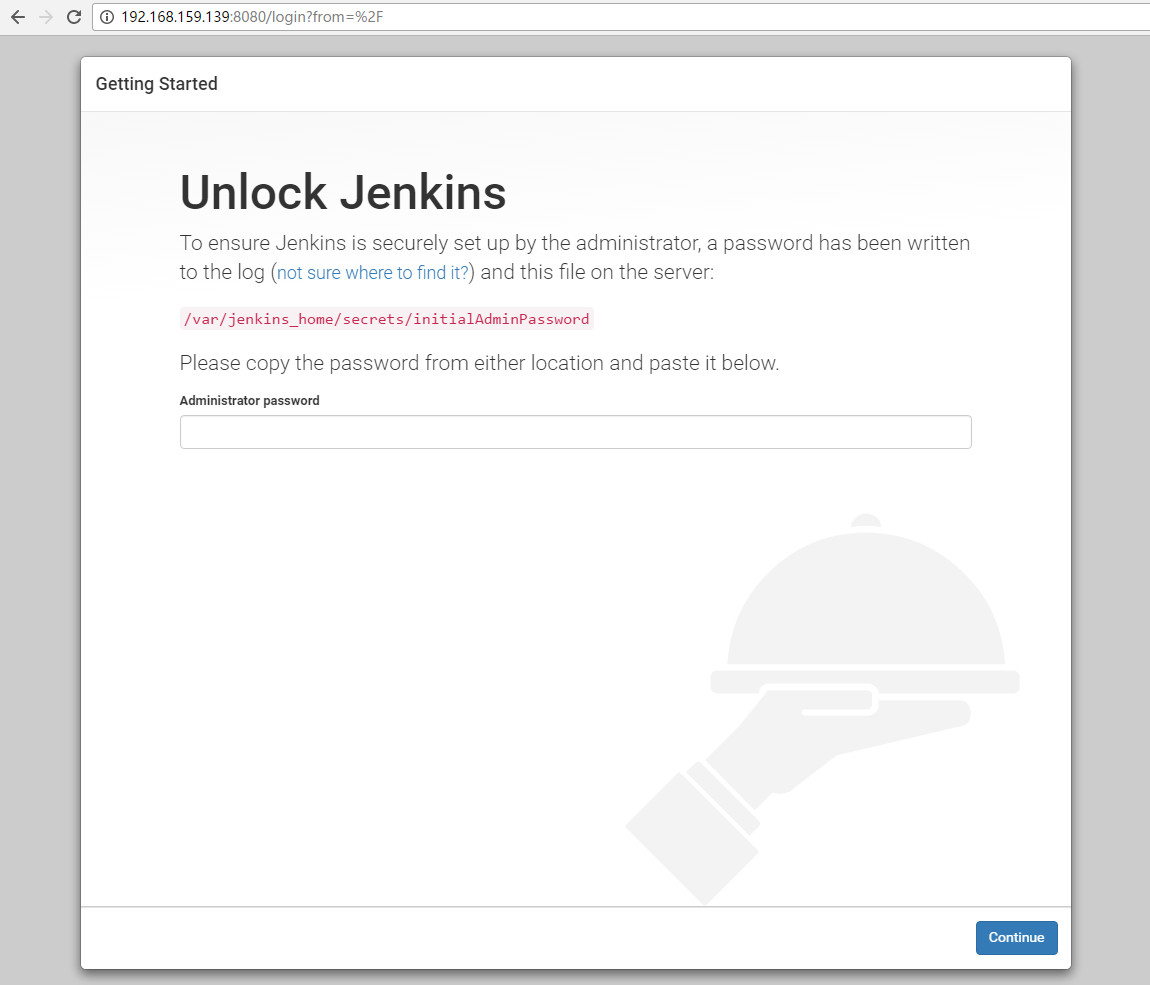 192.168.159.139:8080/login?from=%2F
Getting Started
Unlock Jenkins
To ensure Jenkins is securely set up by the administrator, a password has been written
to the log (not sure where to find it?) and this file on the server:
/var/jenkins_home/secrets/initialAdminPassword
Please copy the password from either location and paste it below.
Administrator password
Continue